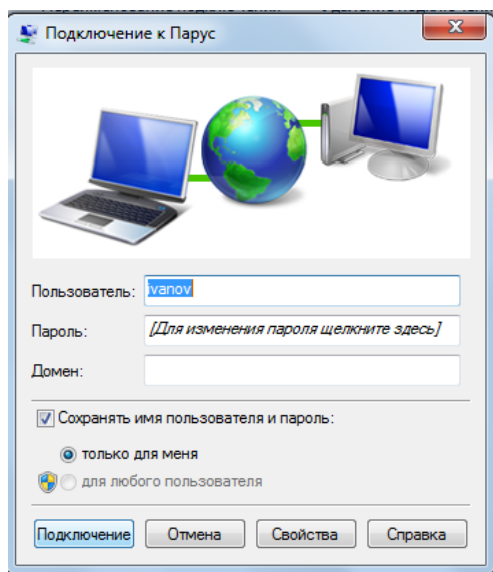 Подключение к Парус
Пользователь: ivanov
Пароль: [Для изменения пароля щелкните здесь]
Домен:
Сохранять имя пользователя и пароль:
только для меня
для любого пользователя
Подключение Отмена Свойства Справка